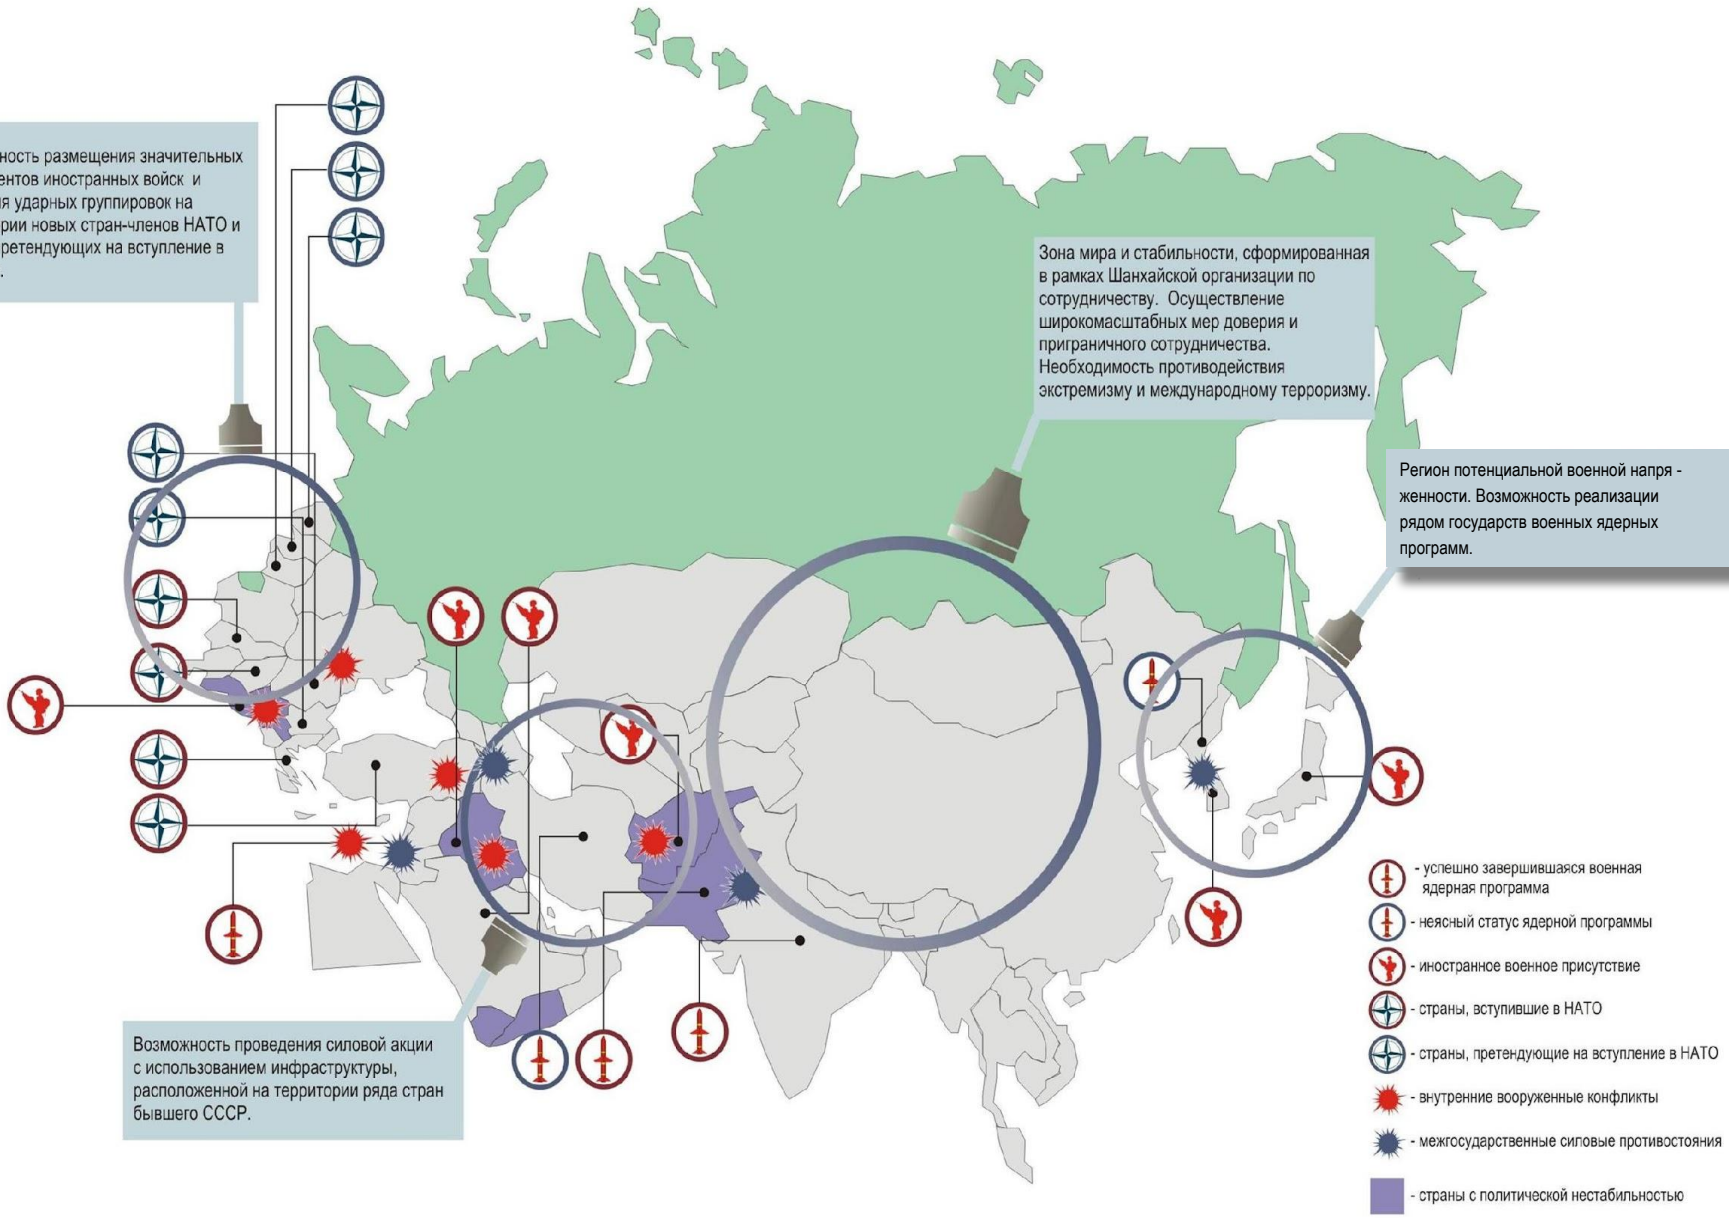 ность размещения значительных
ентов иностранных войск и
ия ударных группировок на
рии новых стран-членов НАТО и
ретендующих на вступление в
.
Зона мира и стабильности, сформированная
в рамках Шанхайской организации по
сотрудничеству. Осуществление
широкомасштабных мер доверия и
приграничного сотрудничества.
Необходимость противодействия
экстремизму и международному терроризму.
Регион потенциальной военной напря -
женности. Возможность реализации
рядом государств военных ядерных
программ.
Возможность проведения силовой акции
с использованием инфраструктуры,
расположенной на территории ряда стран
бывшего СССР.
- успешно завершившаяся военная
ядерная программа
- неясный статус ядерной программы
- иностранное военное присутствие
- страны, вступившие в НАТО
- страны, претендующие на вступление в НАТО
- внутренние вооруженные конфликты
- межгосударственные силовые противостояния
- страны с политической нестабильностью